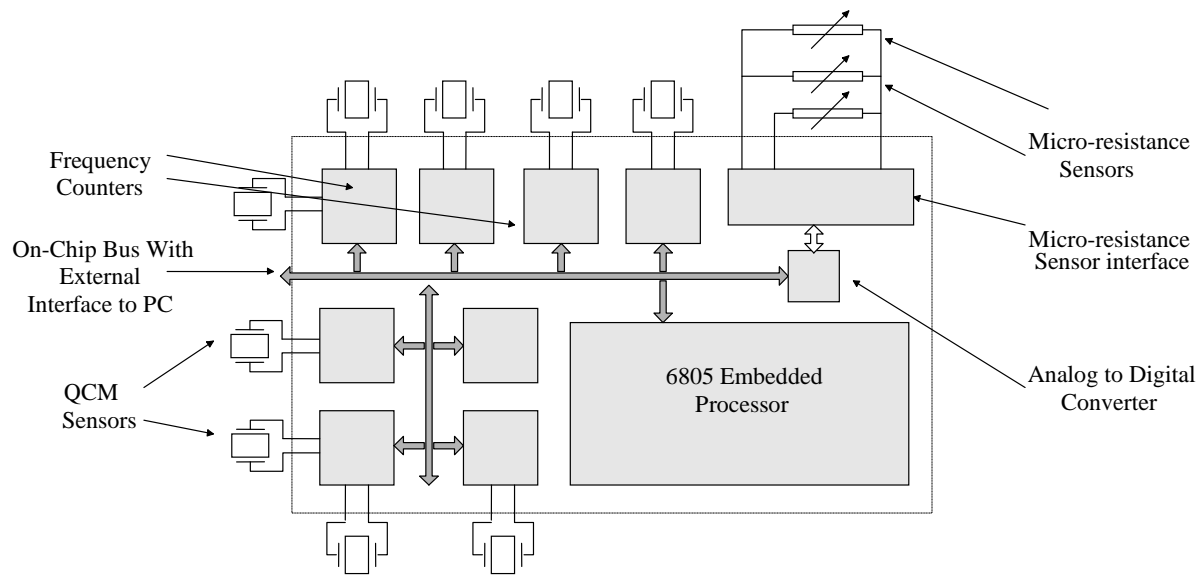 Frequency
Counters
On-Chip Bus With
External
Interface to PC
QCM
Sensors
6805 Embedded
Processor
Micro-resistance
Sensors
Micro-resistance
Sensor interface
Analog to Digital
Converter